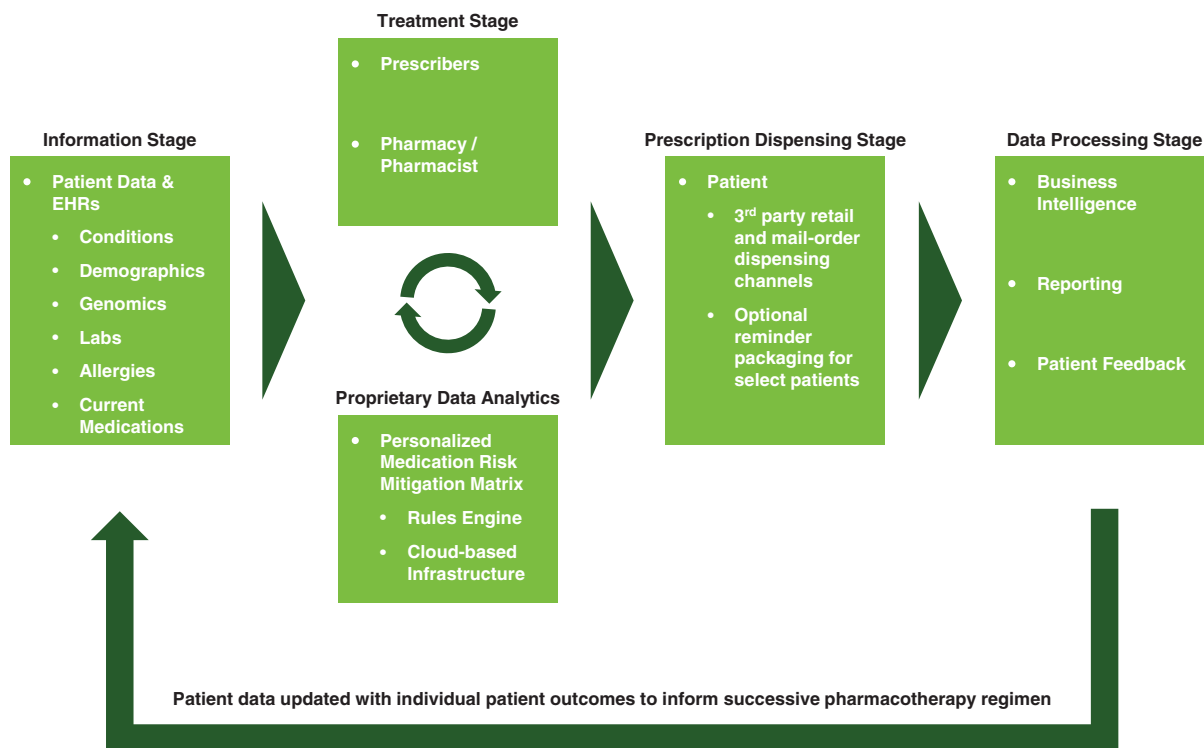 Treatment Stage
• Prescribers
• Pharmacy /
Pharmacist
Information Stage
• Patient Data &
EHRs
• Conditions
• Demographics
• Genomics
• Labs
• Allergies
• Current
Medications
Proprietary Data Analytics
• Personalized
Medication Risk
Mitigation Matrix
• Rules Engine
• Cloud-based
Infrastructure
Prescription Dispensing Stage
• Patient
• 3rd party retail
and mail-order
dispensing
channels
• Optional
reminder
packaging for
select patients
Data Processing Stage
• Business
Intelligence
• Reporting
• Patient Feedback
Patient data updated with individual patient outcomes to inform successive pharmacotherapy regimen